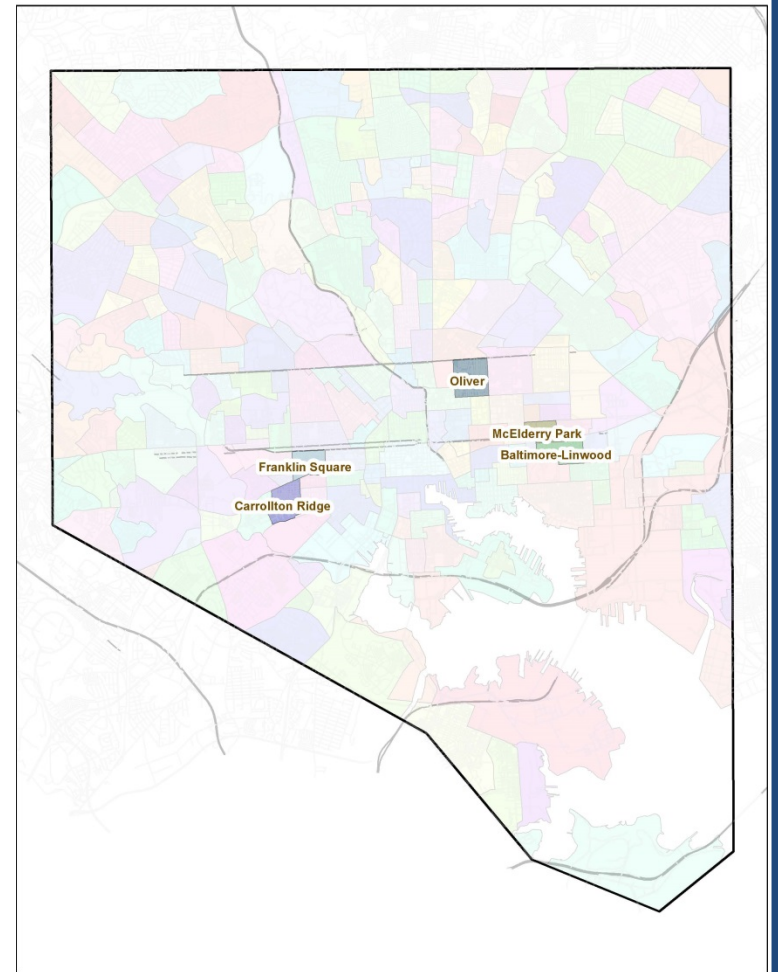 Oliver
McElderry Park
Baltimore-Linwood
Franklin Square
Carrollton Ridge